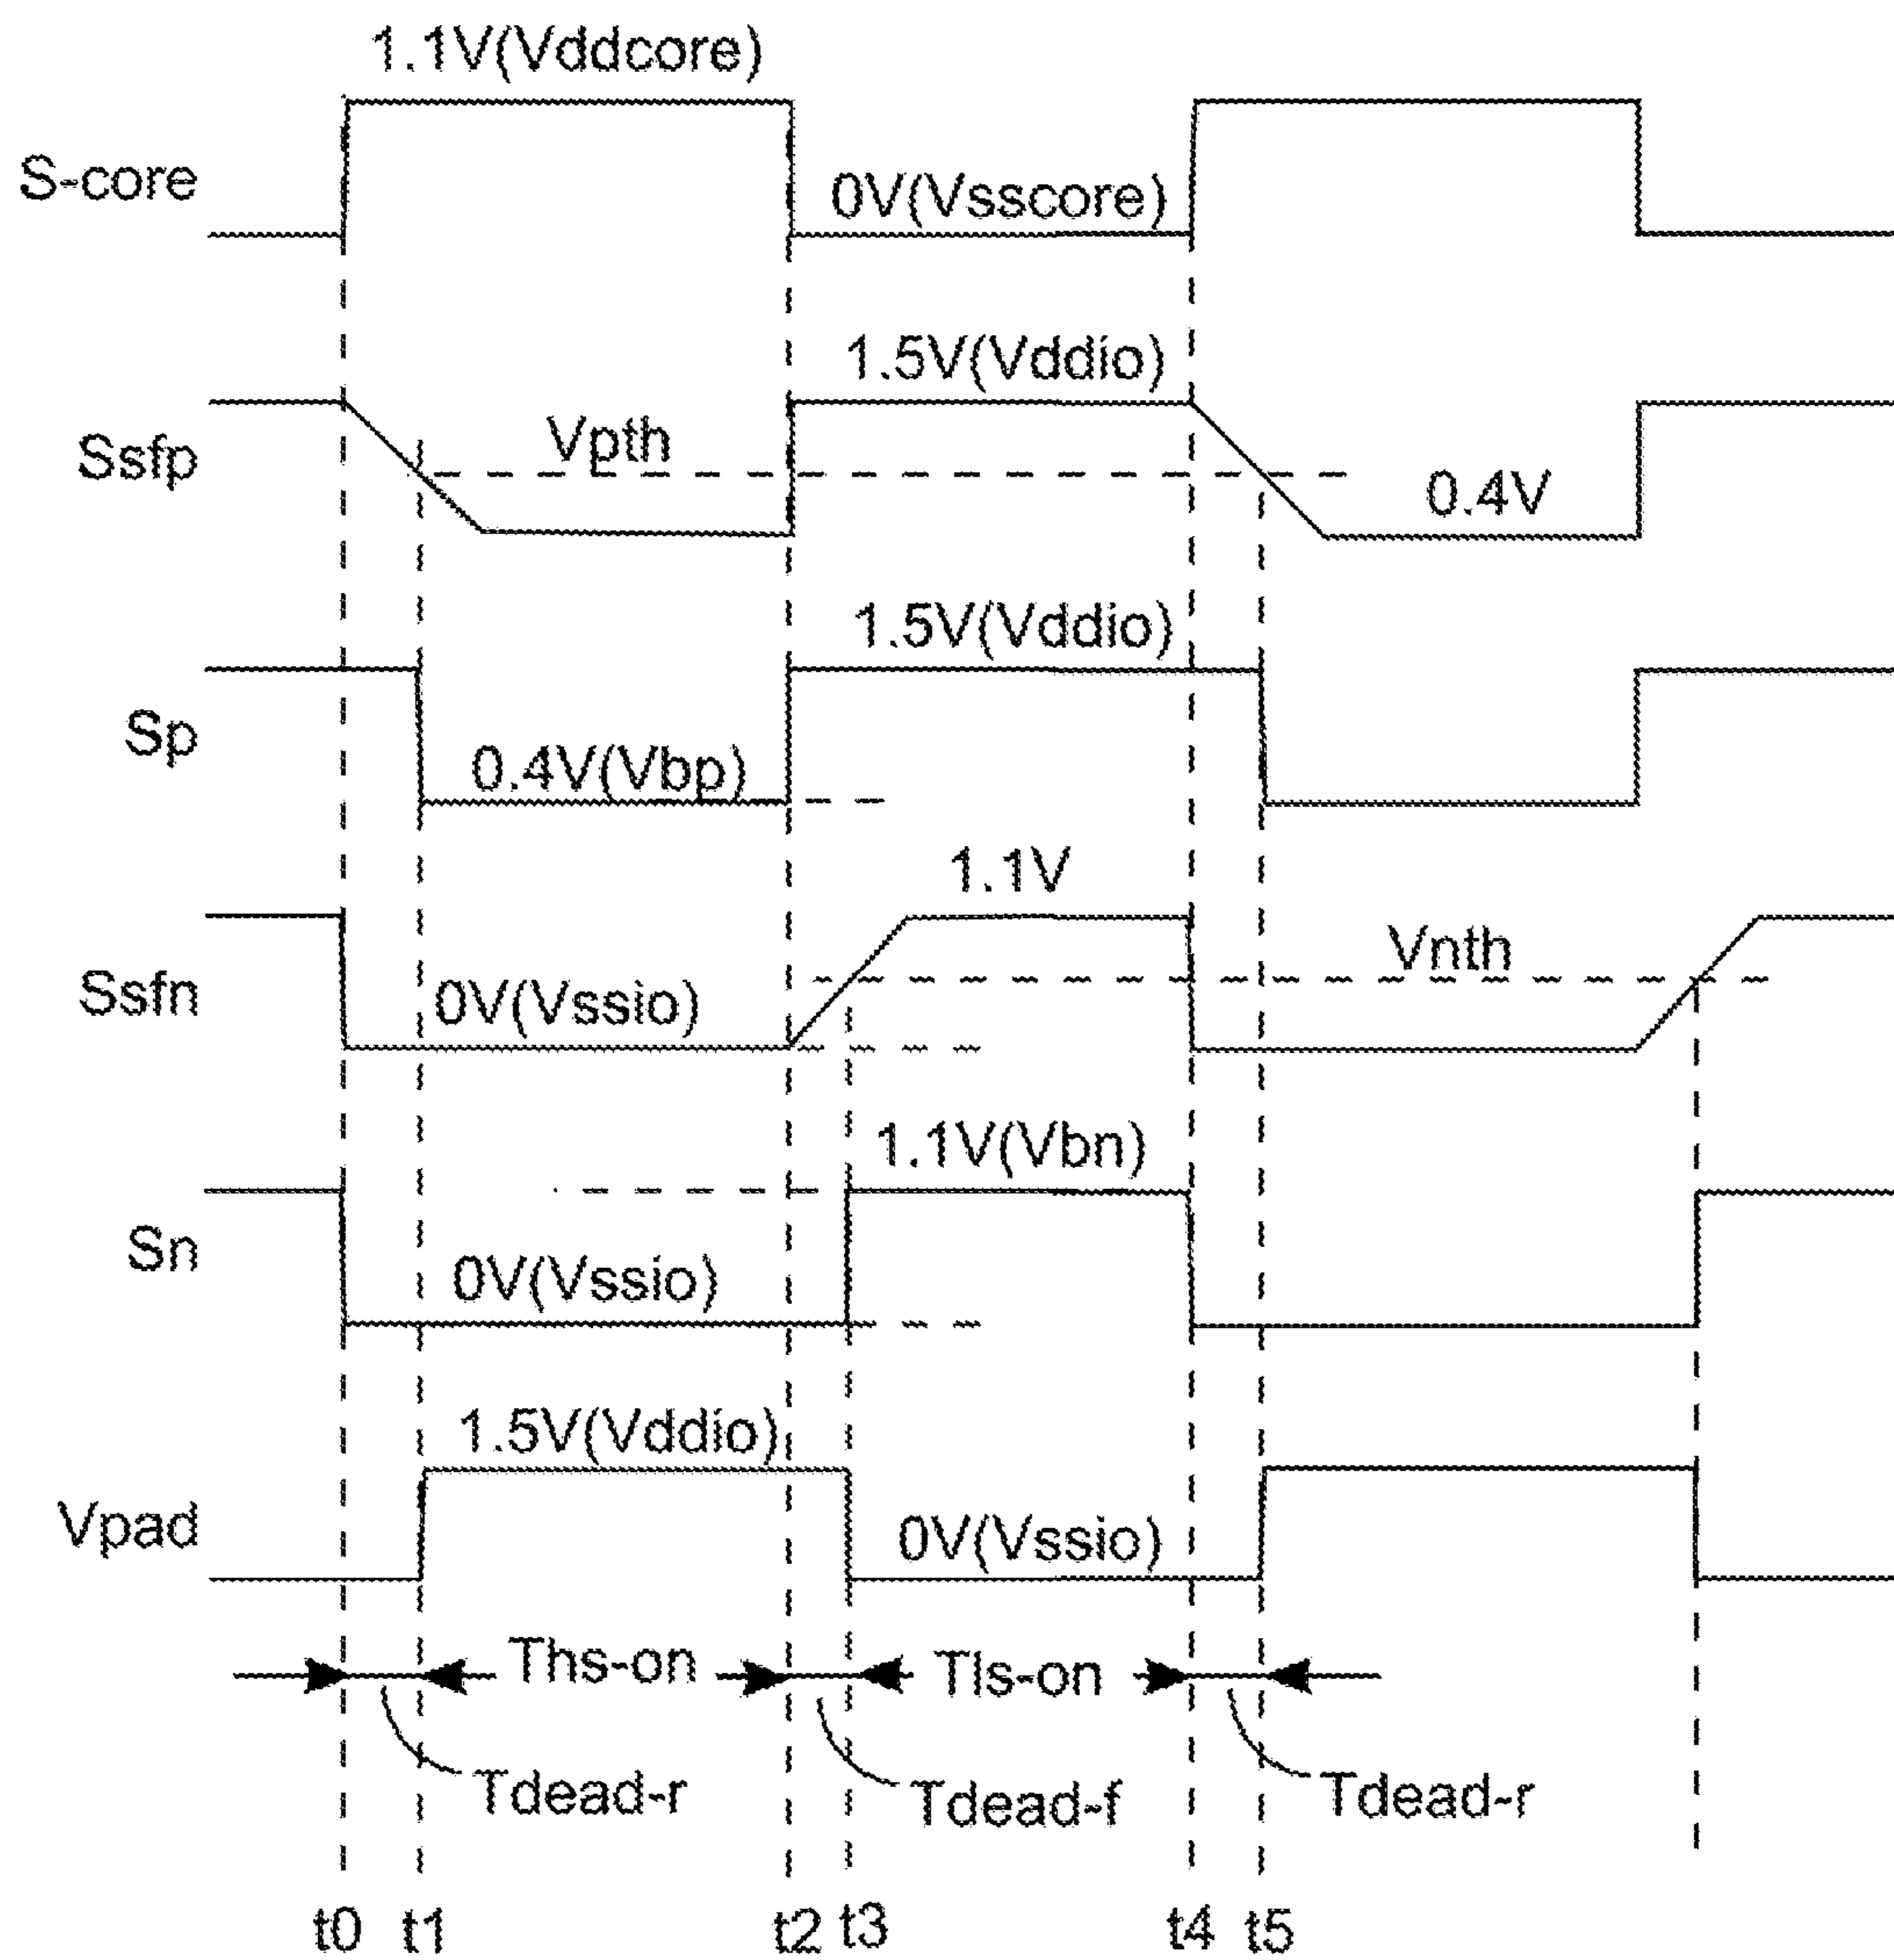 1.1V(Vddcore)
S-core
0V(Vsscore)
1.5V(Vddio)
Ssfp
Vpth
0.4V
1.5V(Vddio)
Sp
0.4V(Vbp)
1.1V
Ssfn
0V(Vssio)
Vnth
1.1V(Vbn)
Sn
0V(Vssio)
1.5V(Vddio)
Vpad
0V(Vssio)
Ths-on
Tls-on
Tdead-r
Tdead-f
Tdead-r
t0 t1 t2 t3 t4 t5